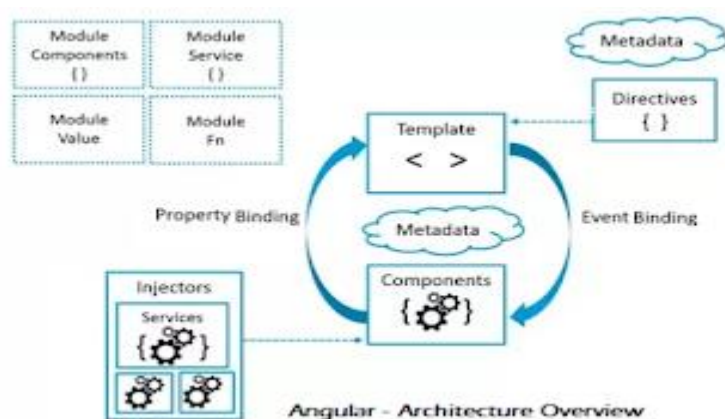 Module
Components
{ }
Module
Service
{ }
Module
Value
Module
Fn
Metadata
Directives
{ }
Template
< >
Property Binding
Event Binding
Metadata
Injectors
Services
{ }
Components
{ }
Angular - Architecture Overview